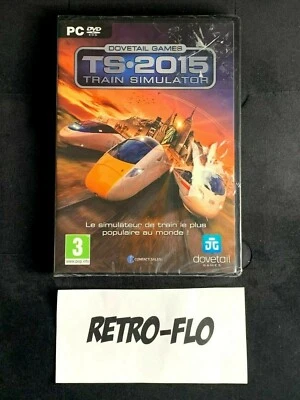 PC DVD
DOVETAIL GAMES
TS•2015
TRAIN SIMULATOR
Le simulateur de train le plus
populaire au monde !
3
dovetail
GAMES
RETRO-FLO